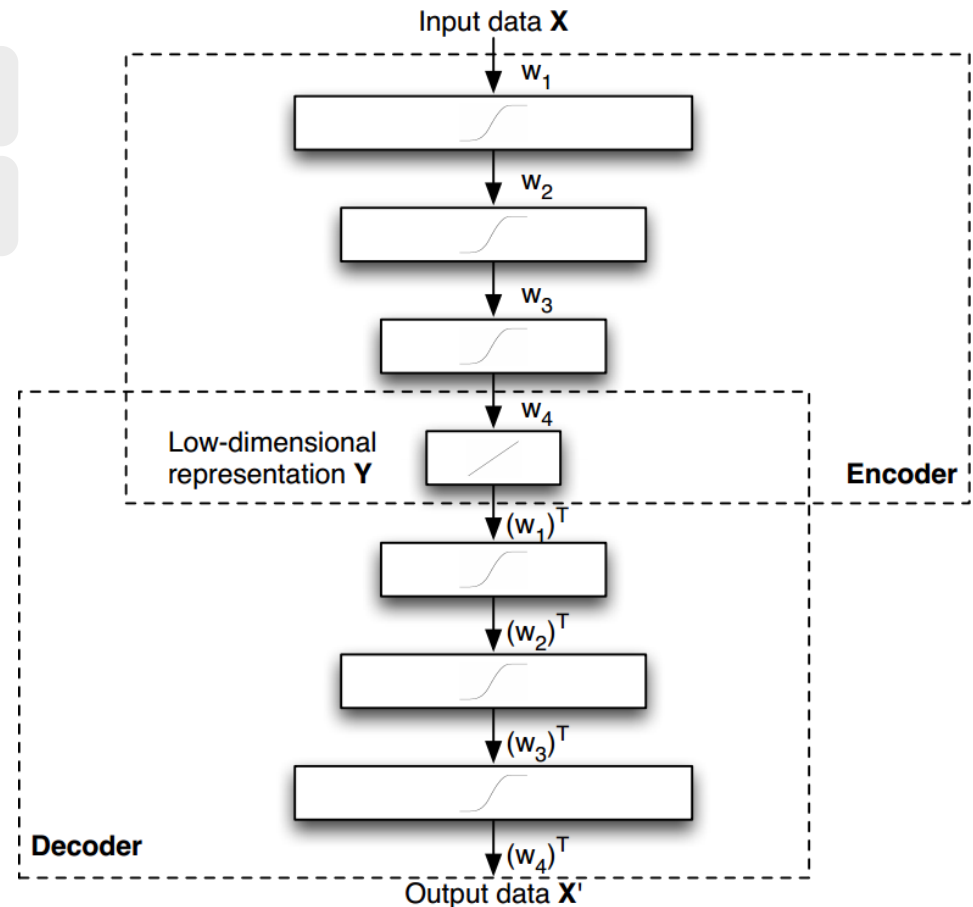 Input data X
w1
w2
w3
w4
Low-dimensional
representation Y
Encoder
(w1)T
(w2)T
(w3)T
Decoder
(w4)T
Output data X'